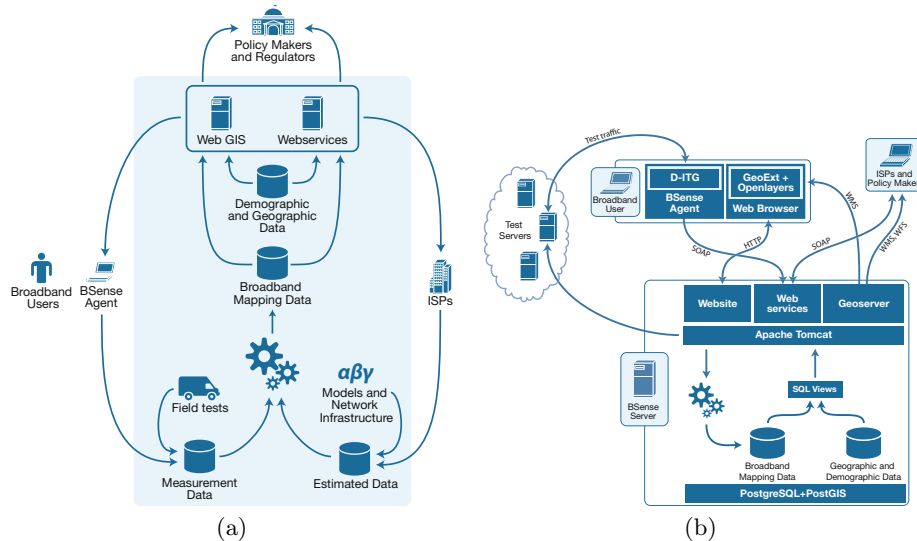 Policy Makers
and Regulators
Web GIS
Webservices
Demographic
and Geographic
Data
Broadband
Users
BSense
Agent
Broadband
Mapping Data
ISPs
αβγ
Models and
Network
Infrastructure
Field tests
Measurement
Data
Estimated Data
(a)
Test traffic
Test
Servers
Broadband
User
D-ITG
BSense
Agent
GeoExt +
Openlayers
Web Browser
ISPs and
Policy Maker
WMS
SOAP
HTTP
SOAP
WMS, WFS
Website
Web
services
Geoserver
Apache Tomcat
BSense
Server
SQL Views
Broadband
Mapping Data
Geographic and
Demographic Data
PostgreSQL+PostGIS
(b)